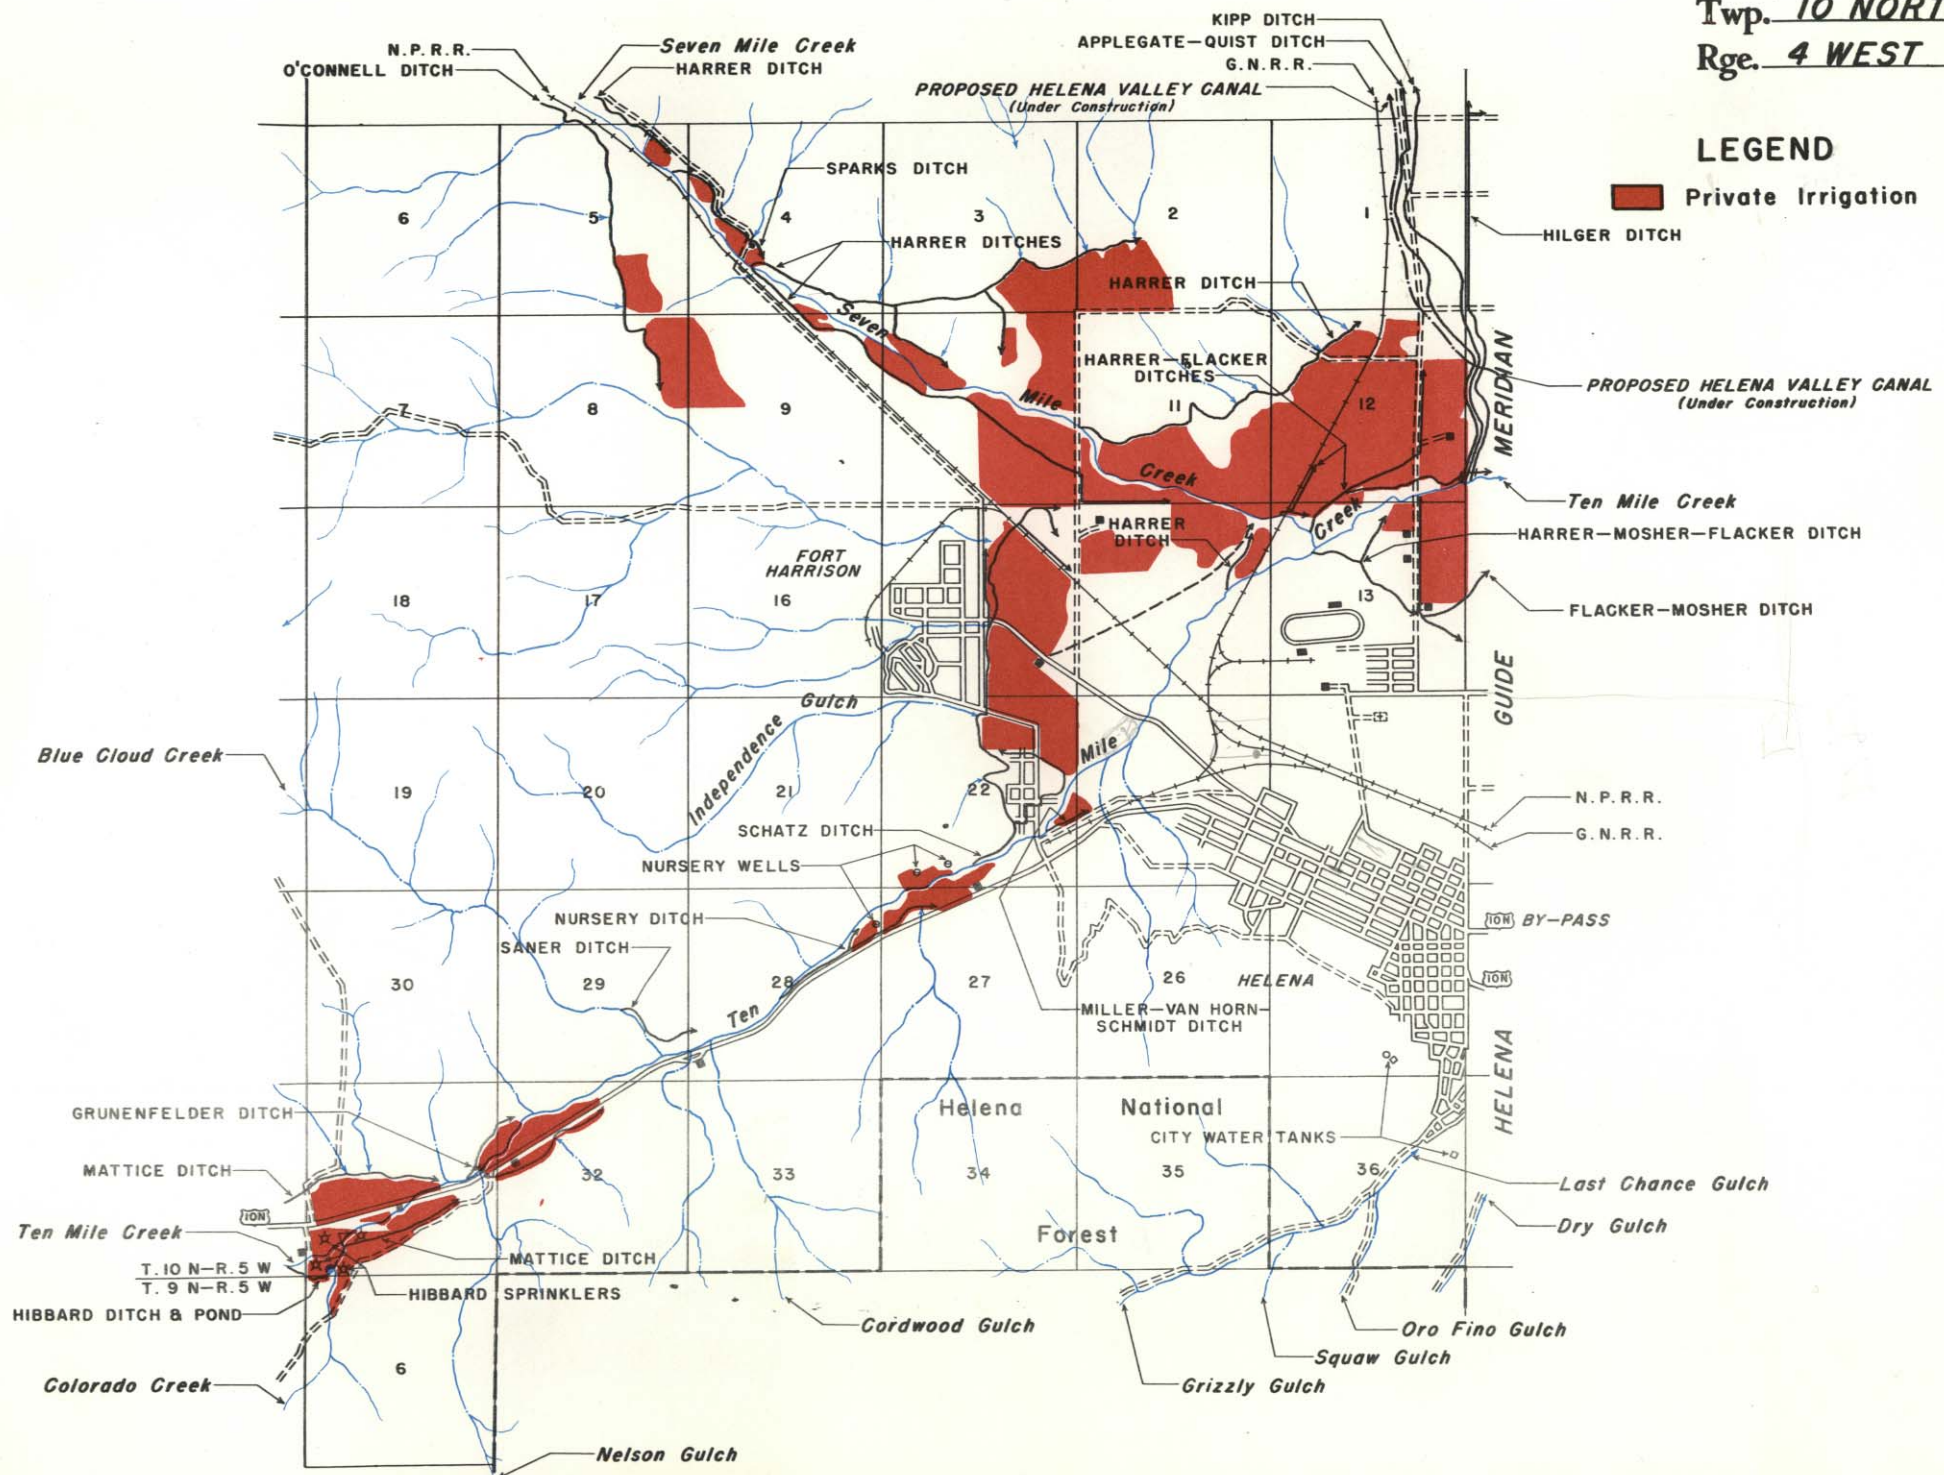 Twp. 10 NORT
Rge. 4 WEST
LEGEND
Private Irrigation
KIPP DITCH
APPLEGATE-QUIST DITCH
G.N.R.R.
PROPOSED HELENA VALLEY CANAL
(Under Construction)
N.P.R.R.
O'CONNELL DITCH
Seven Mile Creek
HARRER DITCH
SPARKS DITCH
6
5
4
3
2
1
HARRER DITCHES
HILGER DITCH
HARRER DITCH
Seven
Mile
Creek
HARRER-FLACKER
DITCHES
7
8
9
11
12
MERIDIAN
PROPOSED HELENA VALLEY CANAL
(Under Construction)
Ten Mile Creek
Creek
HARRER
DITCH
HARRER-MOSHER-FLACKER DITCH
FORT
HARRISON
18
17
16
13
FLACKER-MOSHER DITCH
GUIDE
Independence Gulch
Mile
Blue Cloud Creek
19
20
21
22
N.P.R.R.
G.N.R.R.
SCHATZ DITCH
NURSERY WELLS
NURSERY DITCH
SANER DITCH
10N BY-PASS
30
29
28
27
26
HELENA
10N
Ten
MILLER-VAN HORN-
SCHMIDT DITCH
HELENA
GRUNENFELDER DITCH
Helena
National
CITY WATER TANKS
MATTICE DITCH
32
33
34
35
36
Last Chance Gulch
10N
Ten Mile Creek
Forest
Dry Gulch
MATTICE DITCH
T. 10 N-R. 5 W
T. 9 N-R. 5 W
HIBBARD SPRINKLERS
HIBBARD DITCH & POND
Cordwood Gulch
Oro Fino Gulch
Squaw Gulch
6
Colorado Creek
Grizzly Gulch
Nelson Gulch